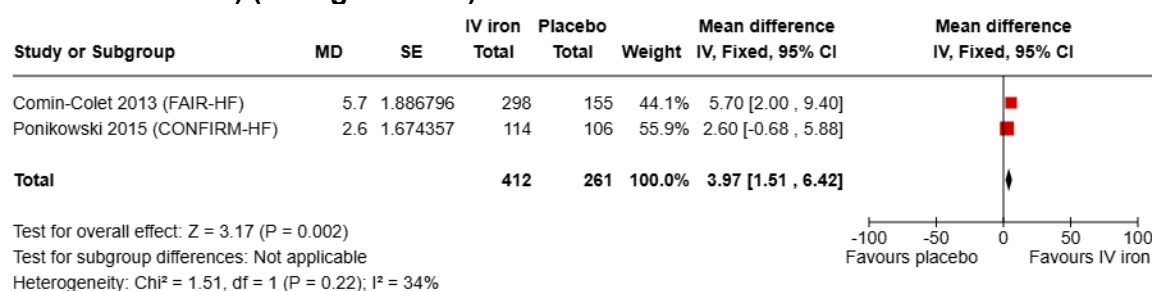 IV iron Placebo Mean difference Mean difference
Study or Subgroup MD SE Total Total Weight IV, Fixed, 95% CI IV, Fixed, 95% CI
Comin-Colet 2013 (FAIR-HF) 5.7 1.886796 298 155 44.1% 5.70 [2.00 , 9.40]
Ponikowski 2015 (CONFIRM-HF) 2.6 1.674357 114 106 55.9% 2.60 [-0.68 , 5.88]
Total 412 261 100.0% 3.97 [1.51 , 6.42]
Test for overall effect: Z = 3.17 (P = 0.002)
Test for subgroup differences: Not applicable
Heterogeneity: Chi² = 1.51, df = 1 (P = 0.22); I² = 34%
-100 -50 0 50 100
Favours placebo Favours IV iron